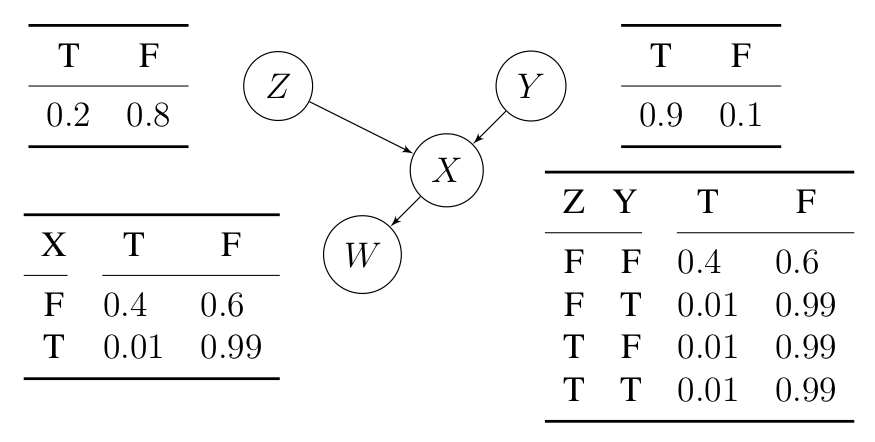 T F
0.2 0.8
Z
Y
T F
0.9 0.1
X
W
X T F
F 0.4 0.6
T 0.01 0.99
Z Y T F
F F 0.4 0.6
F T 0.01 0.99
T F 0.01 0.99
T T 0.01 0.99